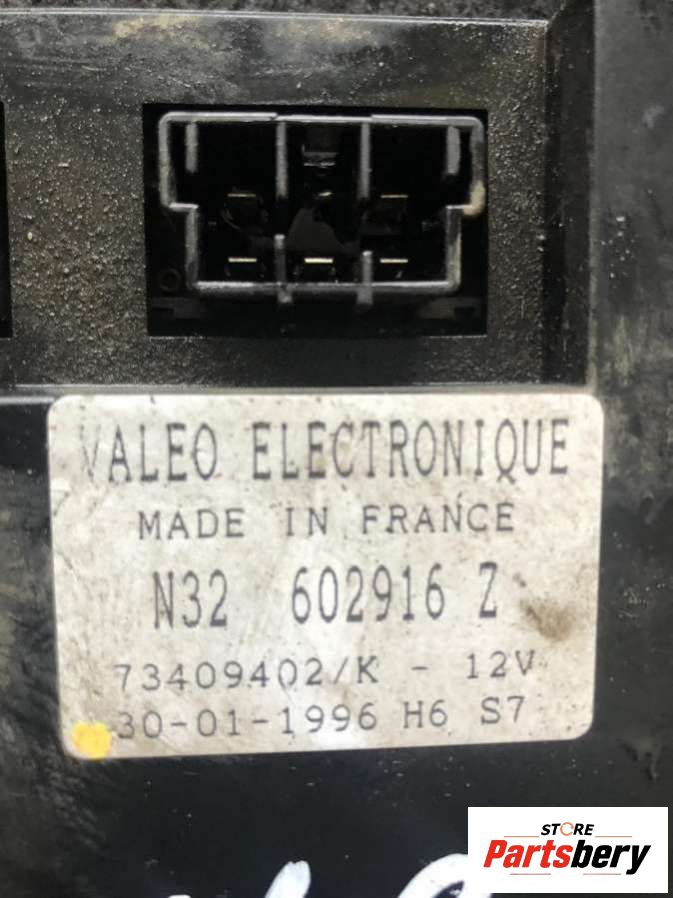 VALEO ELECTRONIQUE
MADE IN FRANCE
N32 602916 Z
73409402/K - 12V
30-01-1996 H6 S7
STORE
Partsbery